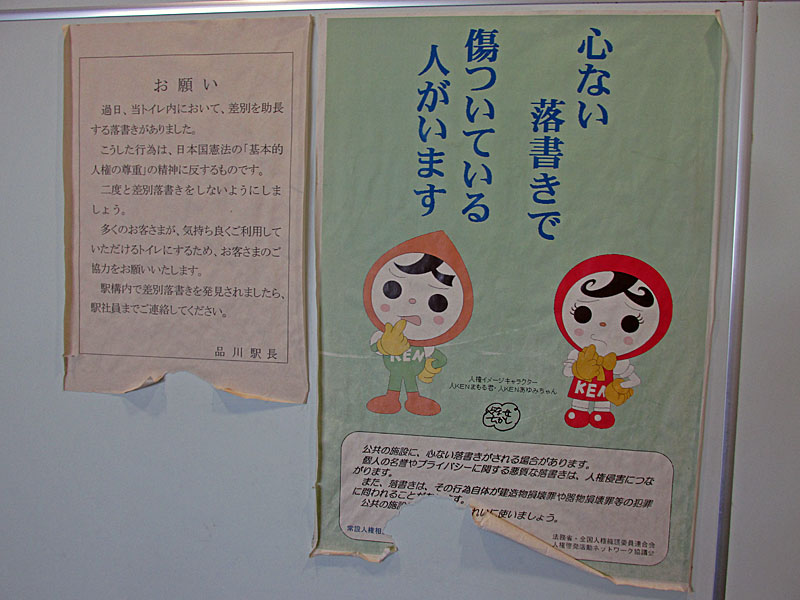 お願い
過日、当トイレ内において、差別を助長
する落書きがありました。
こうした行為は、日本国憲法の「基本的
人権の尊重」の精神に反するものです。
二度と差別落書きをしないようにしま
しょう。
多くのお客さまが、気持ち良くご利用して
いただけるトイレにするため、お客さまのご
協力をお願いいたします。
駅構内で差別落書きを発見されましたら、
駅社員までご連絡してください。
品川駅長
心ない
落書きで
傷ついている
人がいます
KEN
KEN
人権イメージキャラクター
人KENまもる君・人KENあゆみちゃん
公共の施設に、心ない落書きがされる場合があります。
個人の名誉やプライバシーに関する悪質な落書きは、人権侵害につな
がります。
また、落書きは、その行為自体が建造物損壊罪や器物損壊罪等の犯罪
に問われることが
す。
公共の施設
れいに使いましょう。
常設人権相
法務省・全国人権擁護委員連合会
人権啓発活動ネットワーク協議会